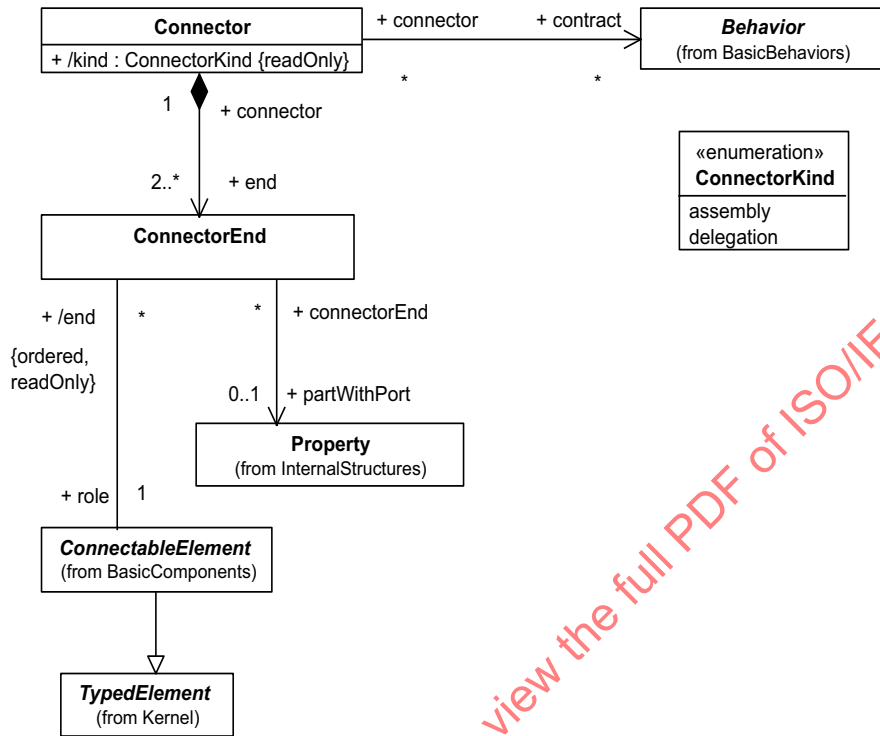 Connector
+ /kind : ConnectorKind {readOnly}
+ connector
+ contract
Behavior
(from BasicBehaviors)
*
*
1
+ connector
«enumeration»
ConnectorKind
assembly
delegation
2..*
+ end
ConnectorEnd
+ /end
*
*
+ connectorEnd
{ordered,
readOnly}
0..1
+ partWithPort
Property
(from InternalStructures)
+ role
1
ConnectableElement
(from BasicComponents)
TypedElement
(from Kernel)
view the full PDF of ISO/IE